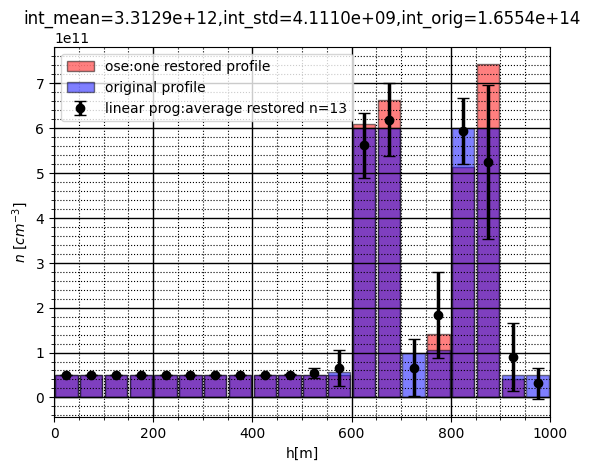 int_mean=3.3129e+12,int_std=4.1110e+09,int_orig=1.6554e+14
1e11
ose:one restored profile
original profile
linear prog:average restored n=13
7
6
5
4
3
2
1
0
n [cm⁻³]
0 200 400 600 800 1000
h[m]